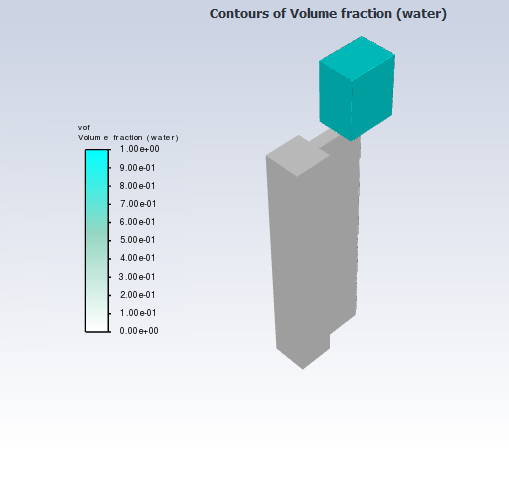 Contours of Volume fraction (water)
vof
Volume fraction (water)
1.00e+00
9.00e-01
8.00e-01
7.00e-01
6.00e-01
5.00e-01
4.00e-01
3.00e-01
2.00e-01
1.00e-01
0.00e+00